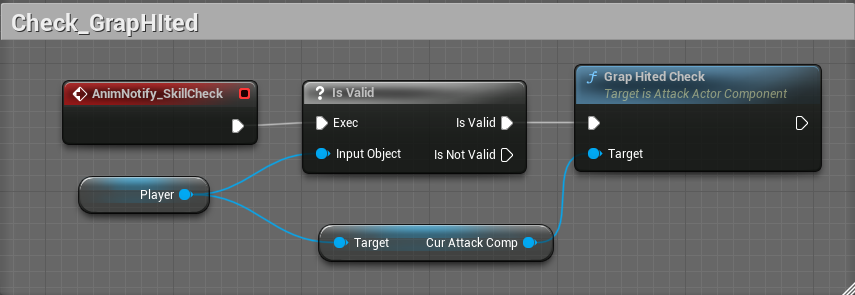 Check_GrapHIted
AnimNotify_SkillCheck
? Is Valid
Exec
Is Valid
Input Object
Is Not Valid
f Grap Hited Check
Target is Attack Actor Component
Target
Player
Target
Cur Attack Comp